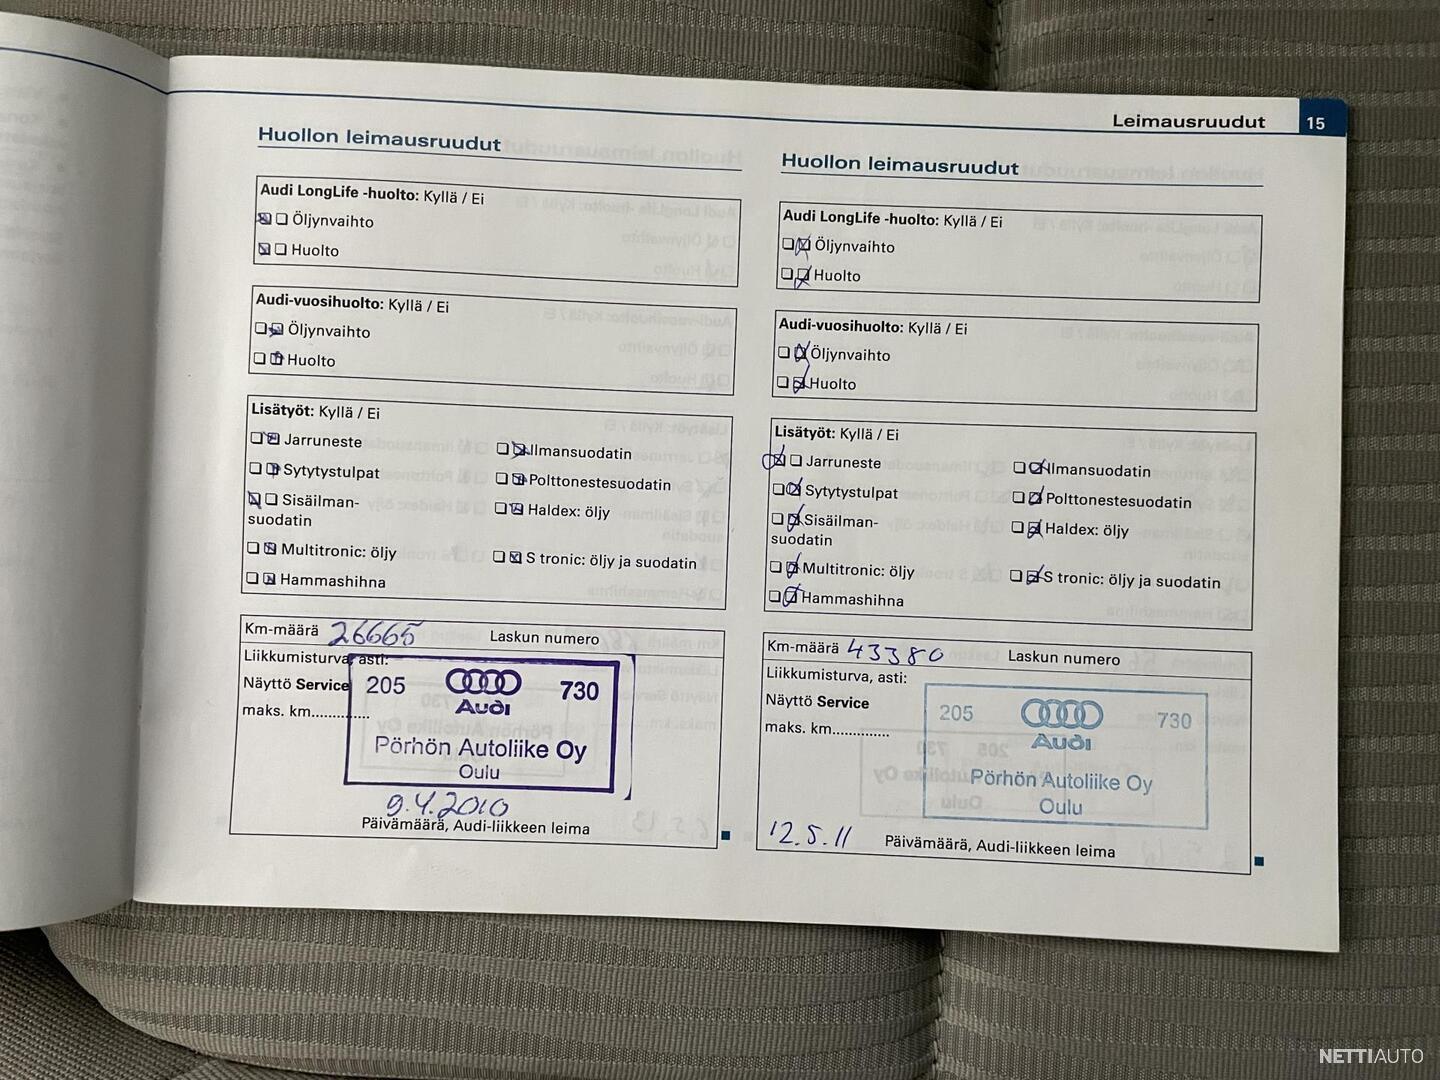 Leimausruudut 15
Huollon leimausruudut
Audi LongLife -huolto: Kyllä / Ei
Öljynvaihto
Huolto
Audi-vuosihuolto: Kyllä / Ei
Öljynvaihto
Huolto
Lisätyöt: Kyllä / Ei
Jarruneste
Ilmansuodatin
Sytytystulpat
Polttonestesuodatin
Sisäilman-
suodatin
Haldex: öljy
Multitronic: öljy
S tronic: öljy ja suodatin
Hammashihna
Km-määrä 26665 Laskun numero
Liikkumisturva, asti:
Näyttö Service
maks. km..............
205 Audi 730
Pörhön Autoliike Oy
Oulu
9.4.2010
Päivämäärä, Audi-liikkeen leima
Huollon leimausruudut
Audi LongLife -huolto: Kyllä / Ei
Öljynvaihto
Huolto
Audi-vuosihuolto: Kyllä / Ei
Öljynvaihto
Huolto
Lisätyöt: Kyllä / Ei
Jarruneste
Ilmansuodatin
Sytytystulpat
Polttonestesuodatin
Sisäilman-
suodatin
Haldex: öljy
Multitronic: öljy
S tronic: öljy ja suodatin
Hammashihna
Km-määrä 43380 Laskun numero
Liikkumisturva, asti:
Näyttö Service
maks. km..............
205 Audi 730
Pörhön Autoliike Oy
Oulu
12.5.11
Päivämäärä, Audi-liikkeen leima
NETTIAUTO